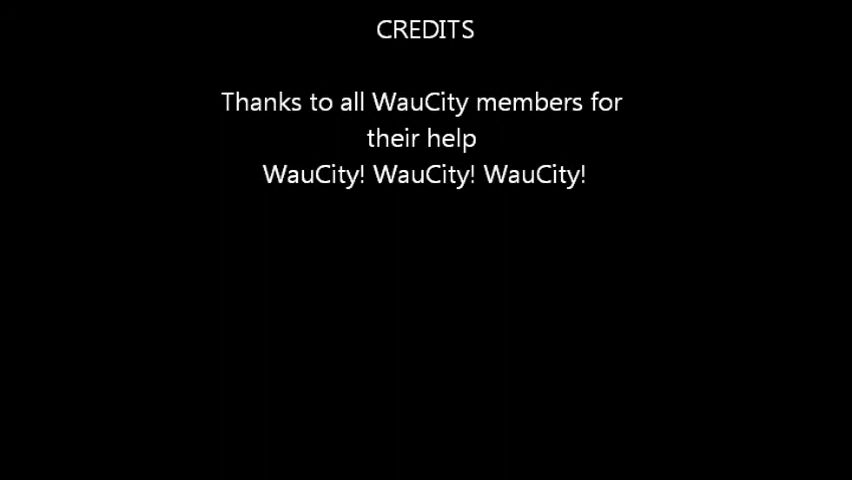 CREDITS
Thanks to all WauCity members for
their help
WauCity! WauCity! WauCity!